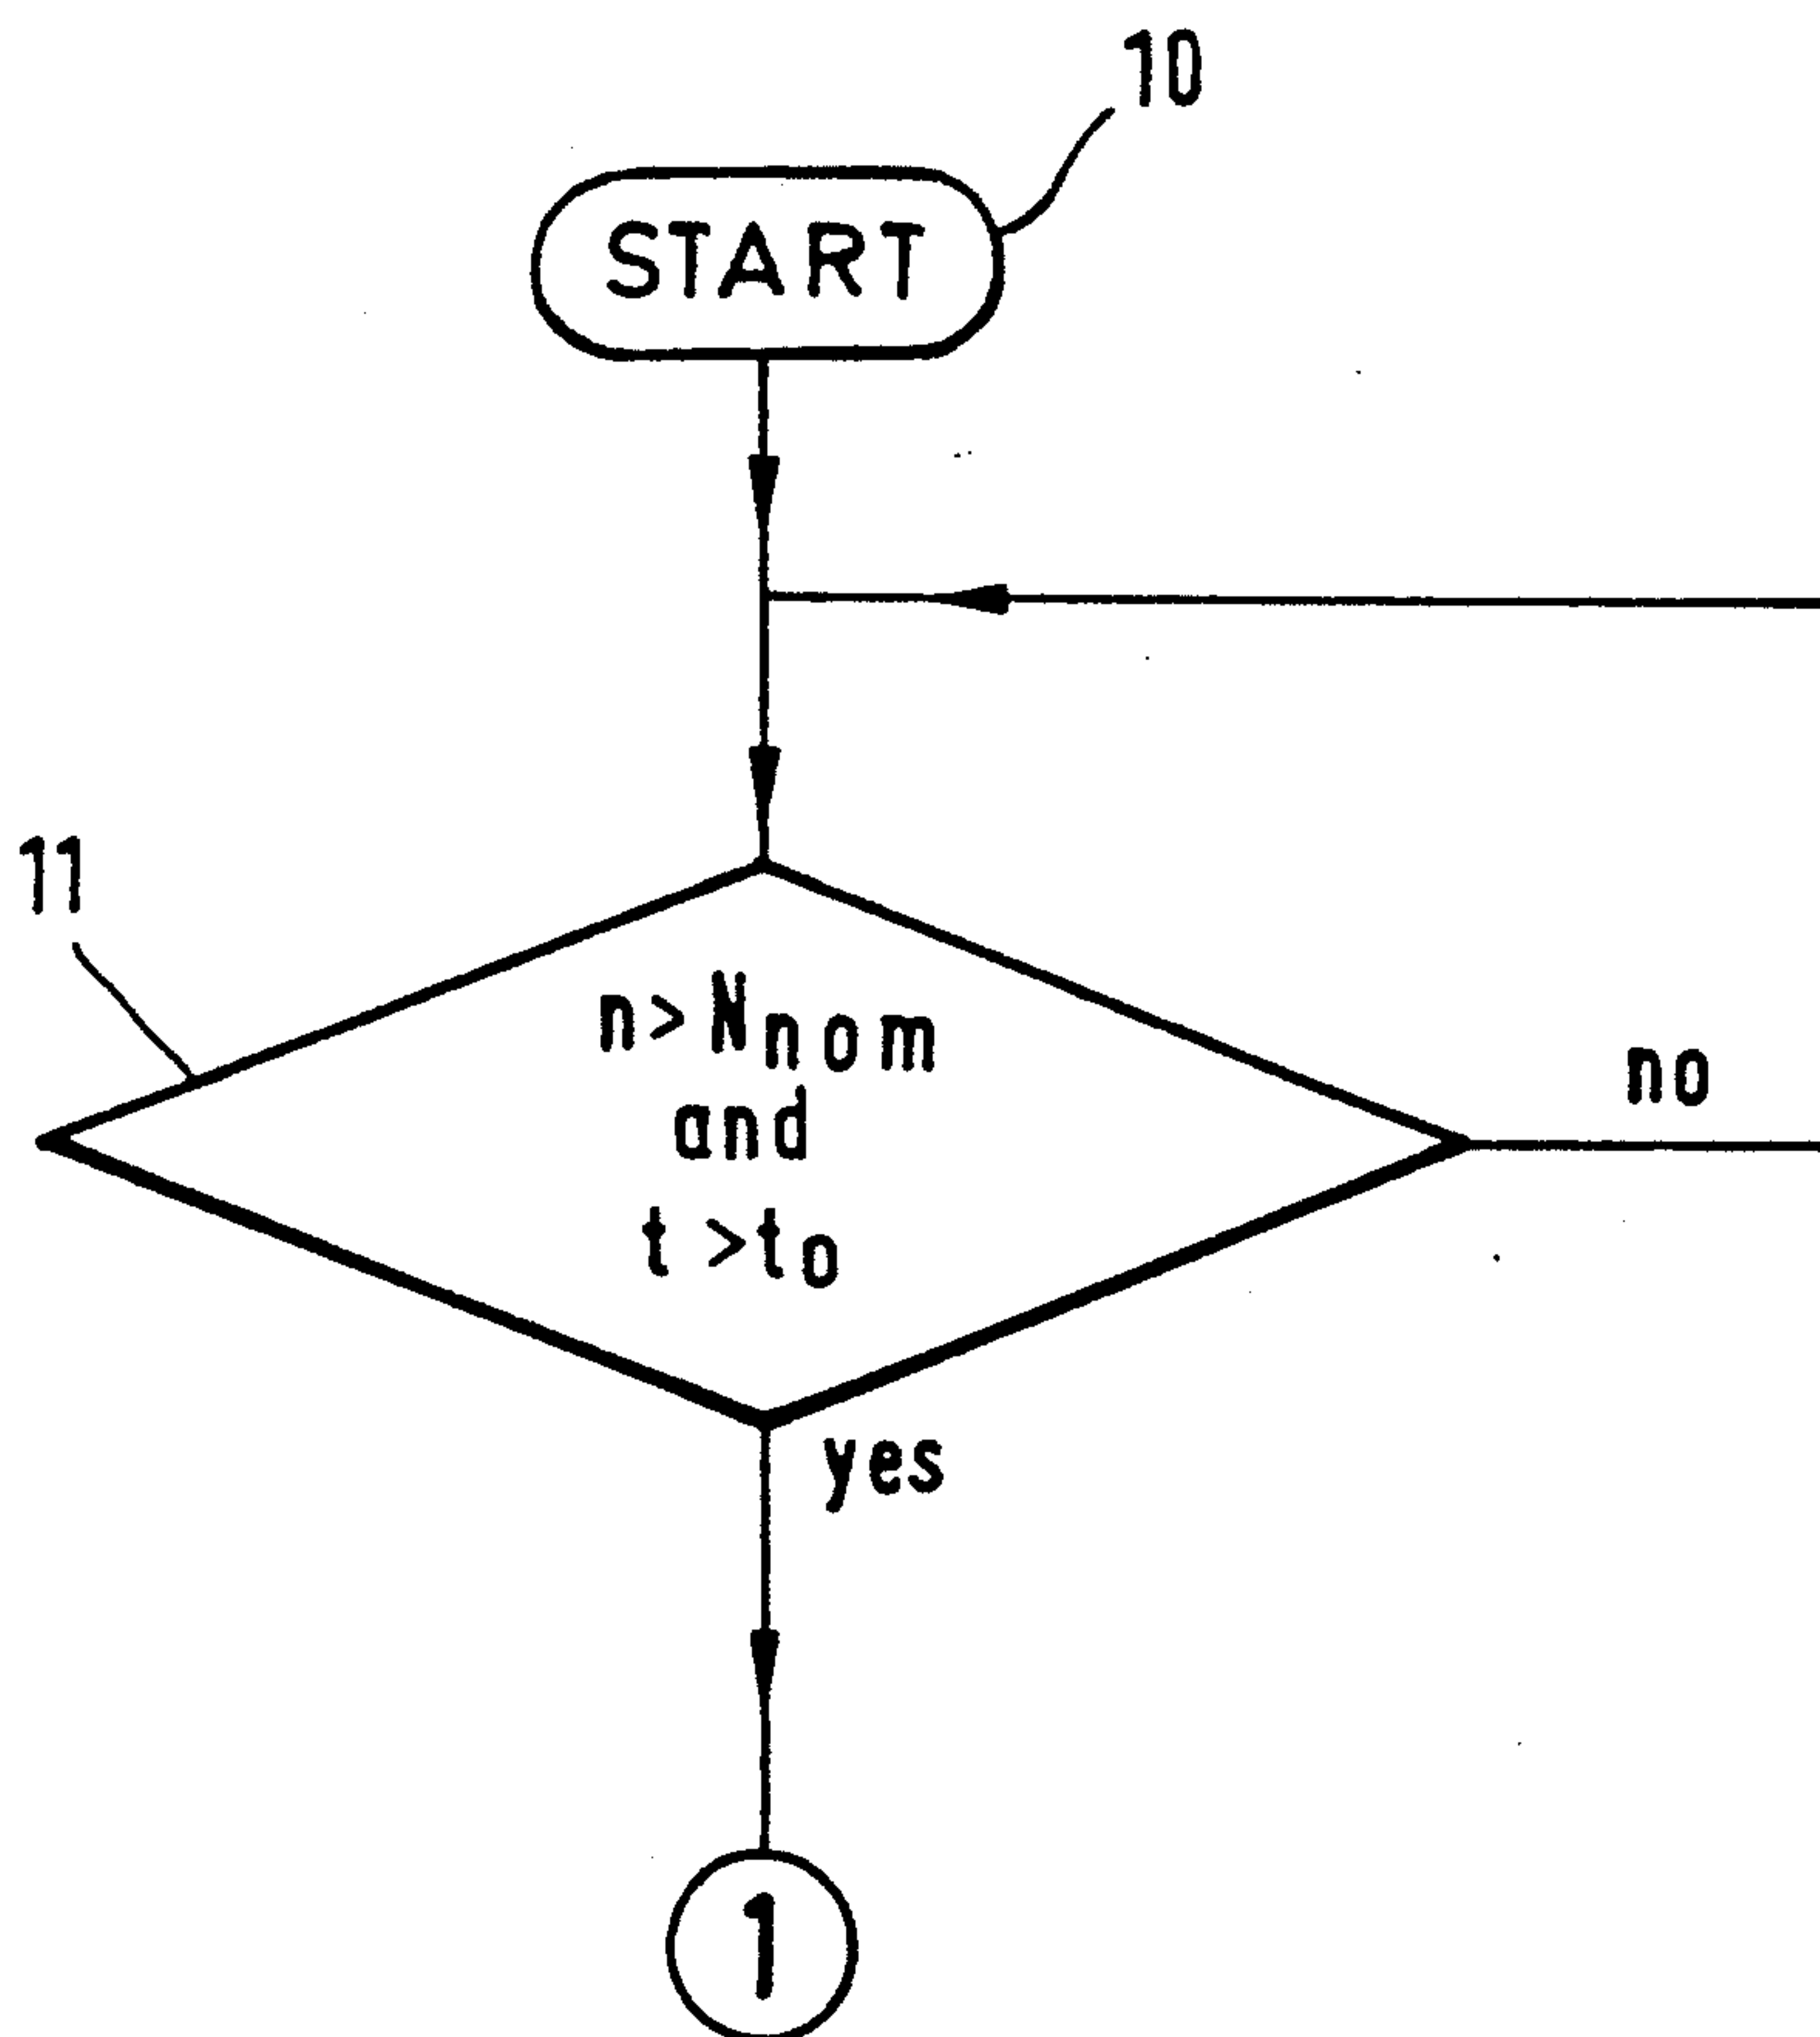 10
START
11
n>Nnom
and
t >to
no
yes
1